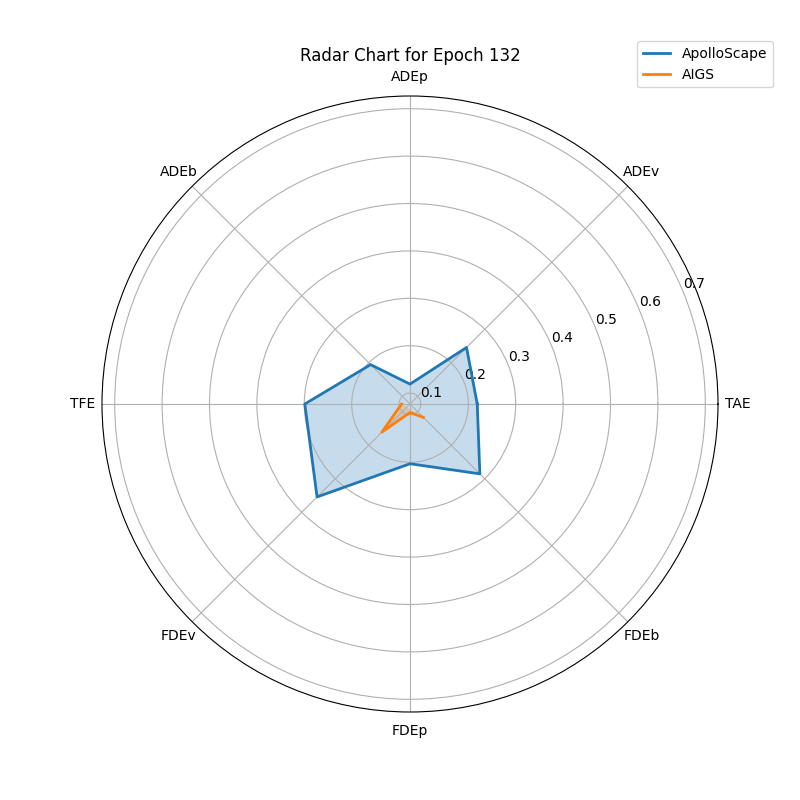 Radar Chart for Epoch 132
ApolloScape
AIGS
ADEp
ADEb
ADEv
0.7
0.6
0.5
0.4
0.3
0.2
0.1
TFE
TAE
FDEv
FDEb
FDEp